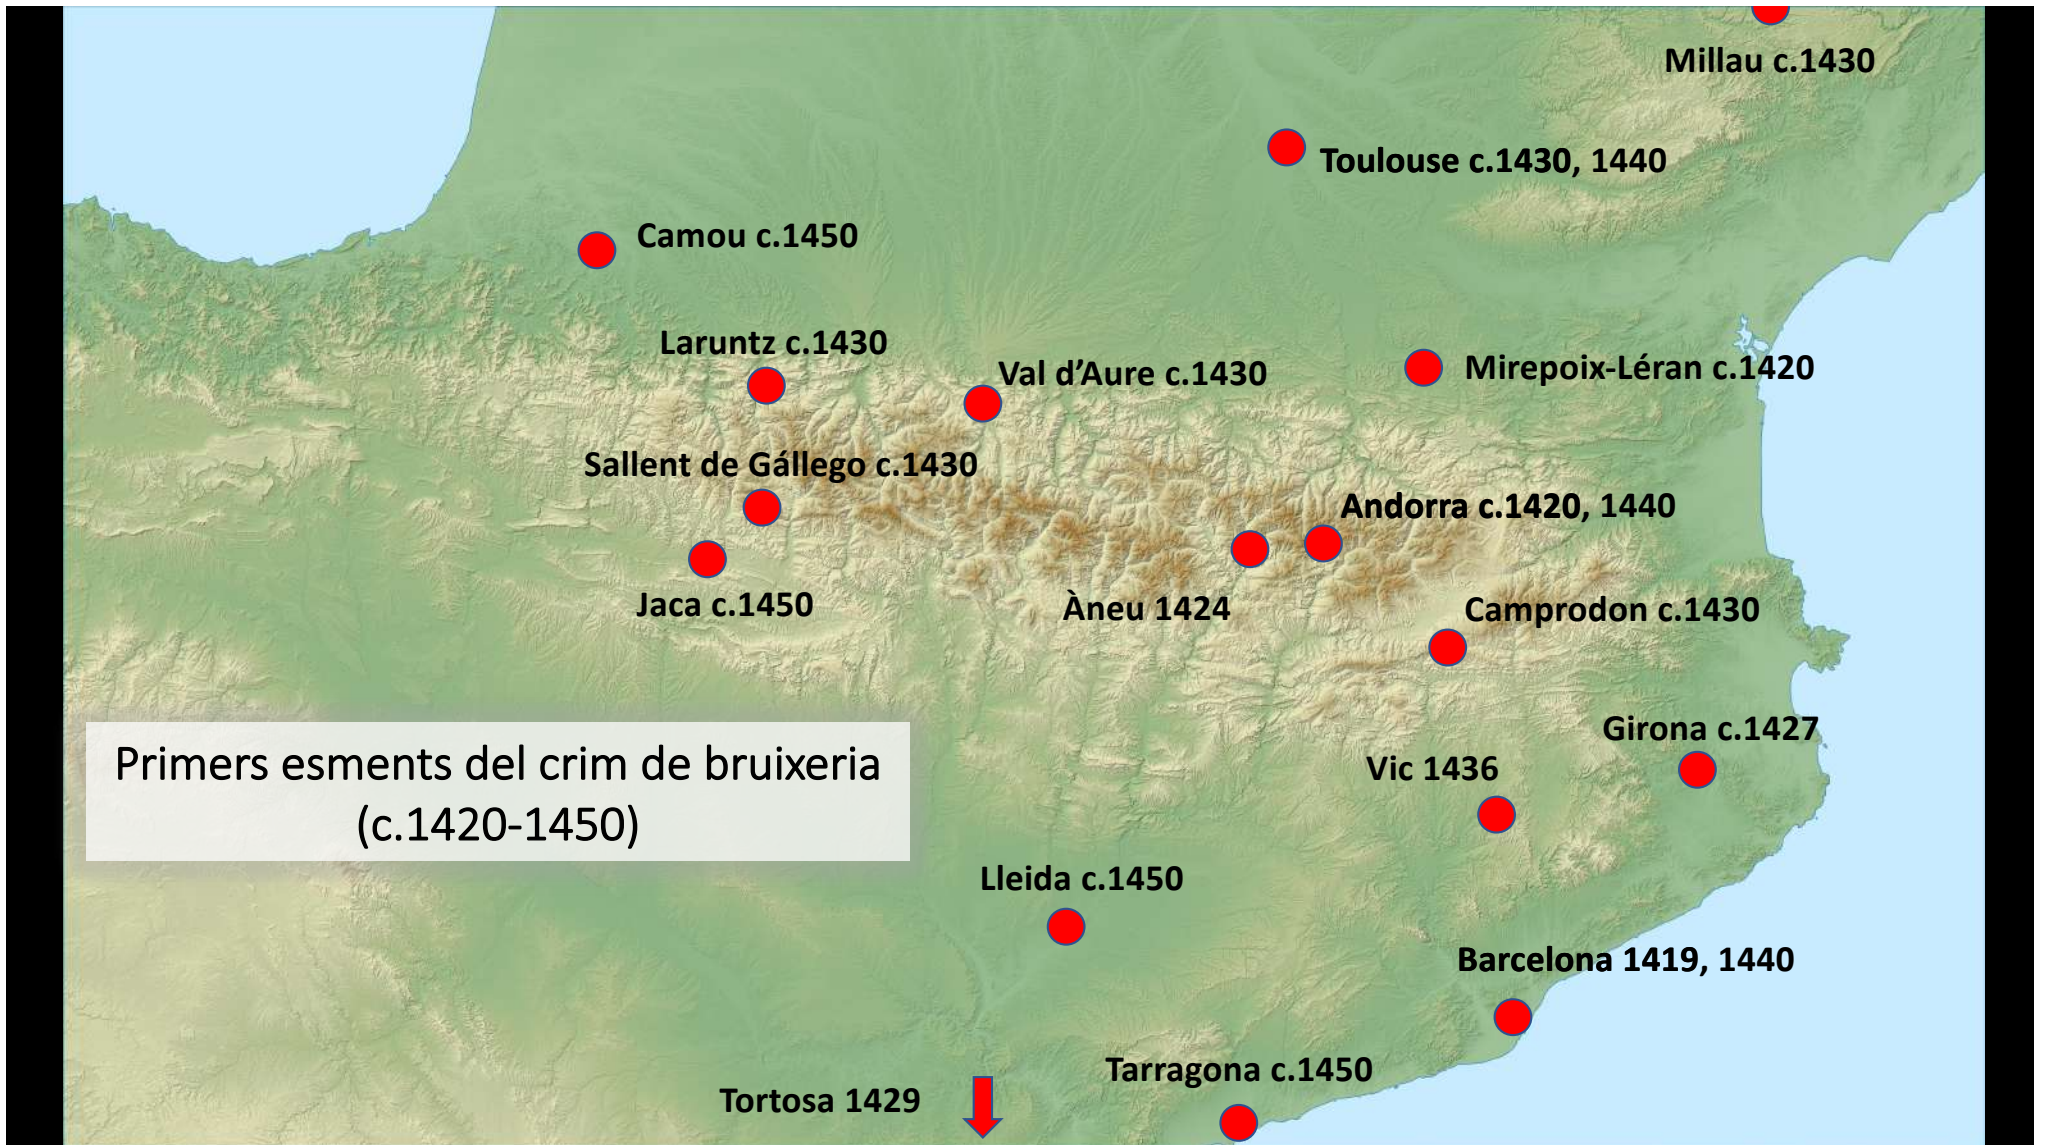 Millau c.1430
Toulouse c.1430, 1440
Camou c.1450
Laruntz c.1430
Val d’Aure c.1430
Mirepoix-Léran c.1420
Sallent de Gállego c.1430
Andorra c.1420, 1440
Jaca c.1450
Àneu 1424
Camprodon c.1430
Girona c.1427
Vic 1436
Primers esments del crim de bruixeria
(c.1420-1450)
Lleida c.1450
Barcelona 1419, 1440
Tarragona c.1450
Tortosa 1429